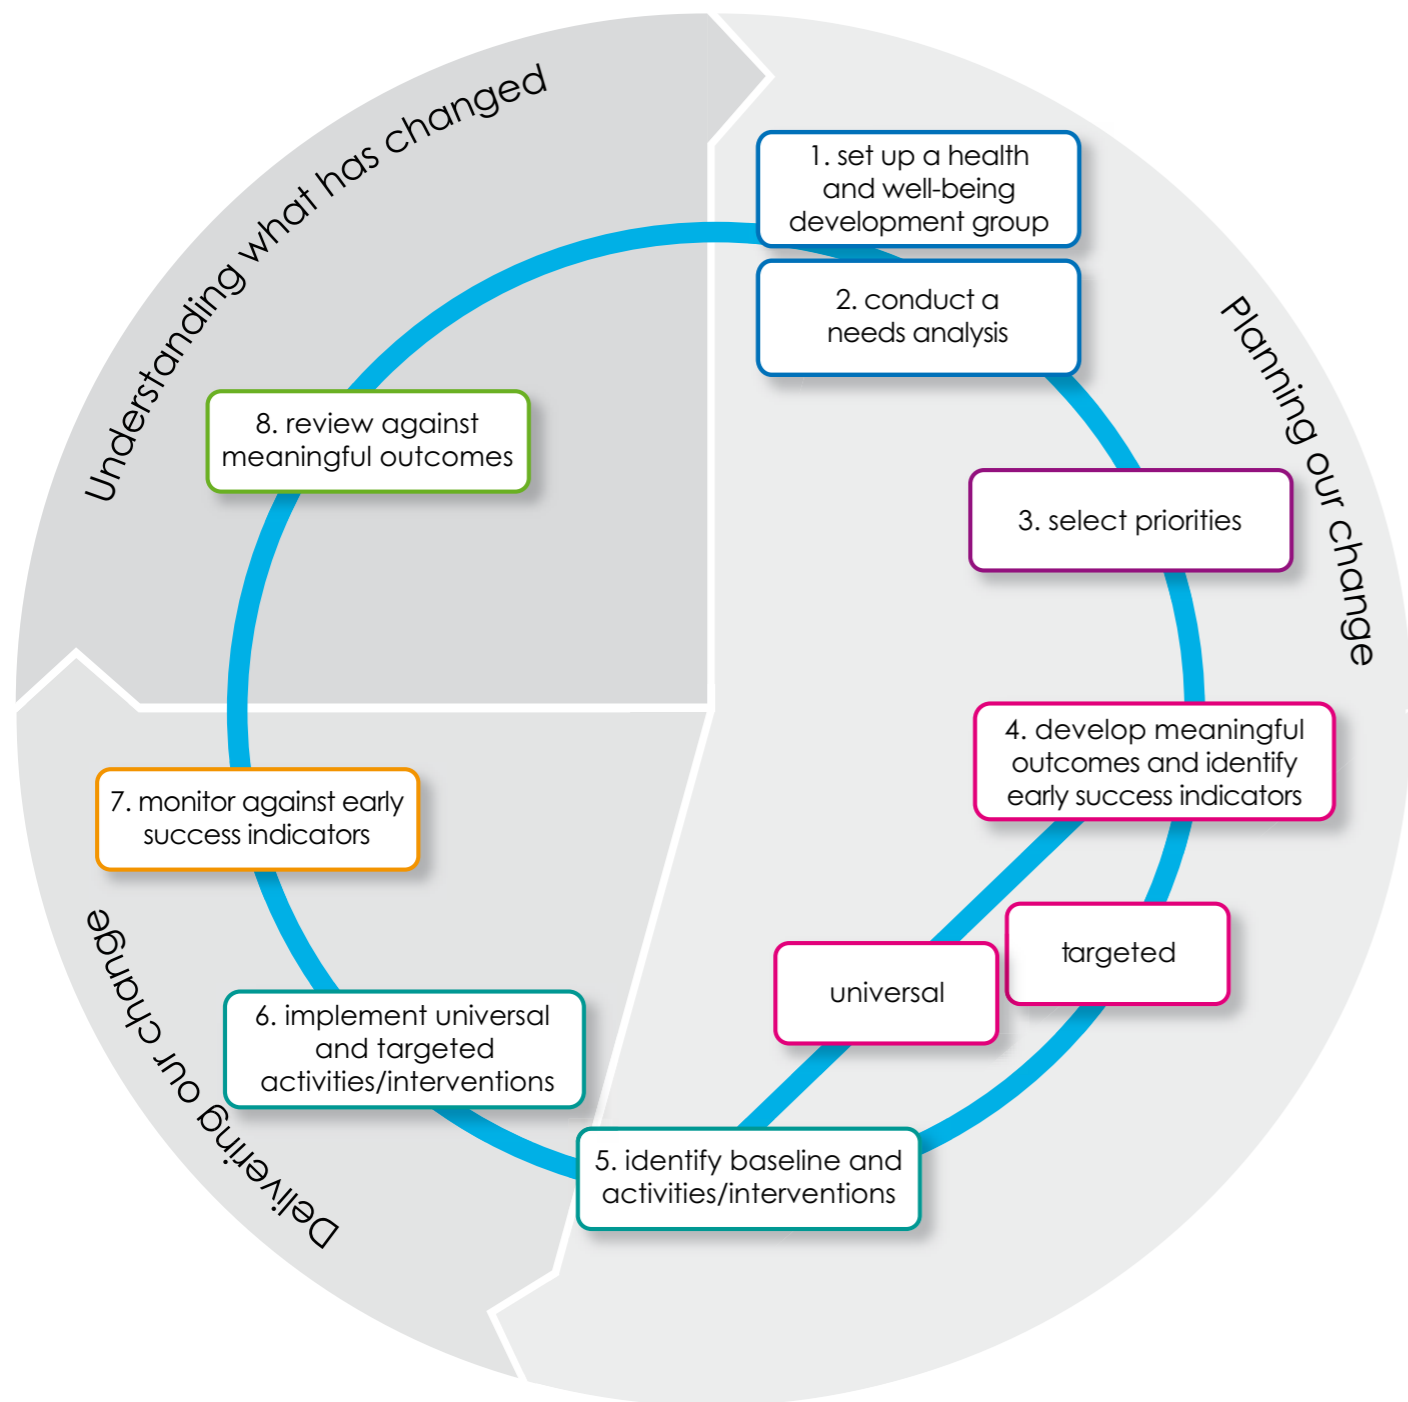 Understanding what has changed
Planning our change
Delivering our change
1. set up a health
and well-being
development group
2. conduct a
needs analysis
3. select priorities
4. develop meaningful
outcomes and identify
early success indicators
targeted
universal
5. identify baseline and
activities/interventions
6. implement universal
and targeted
activities/interventions
7. monitor against early
success indicators
8. review against
meaningful outcomes